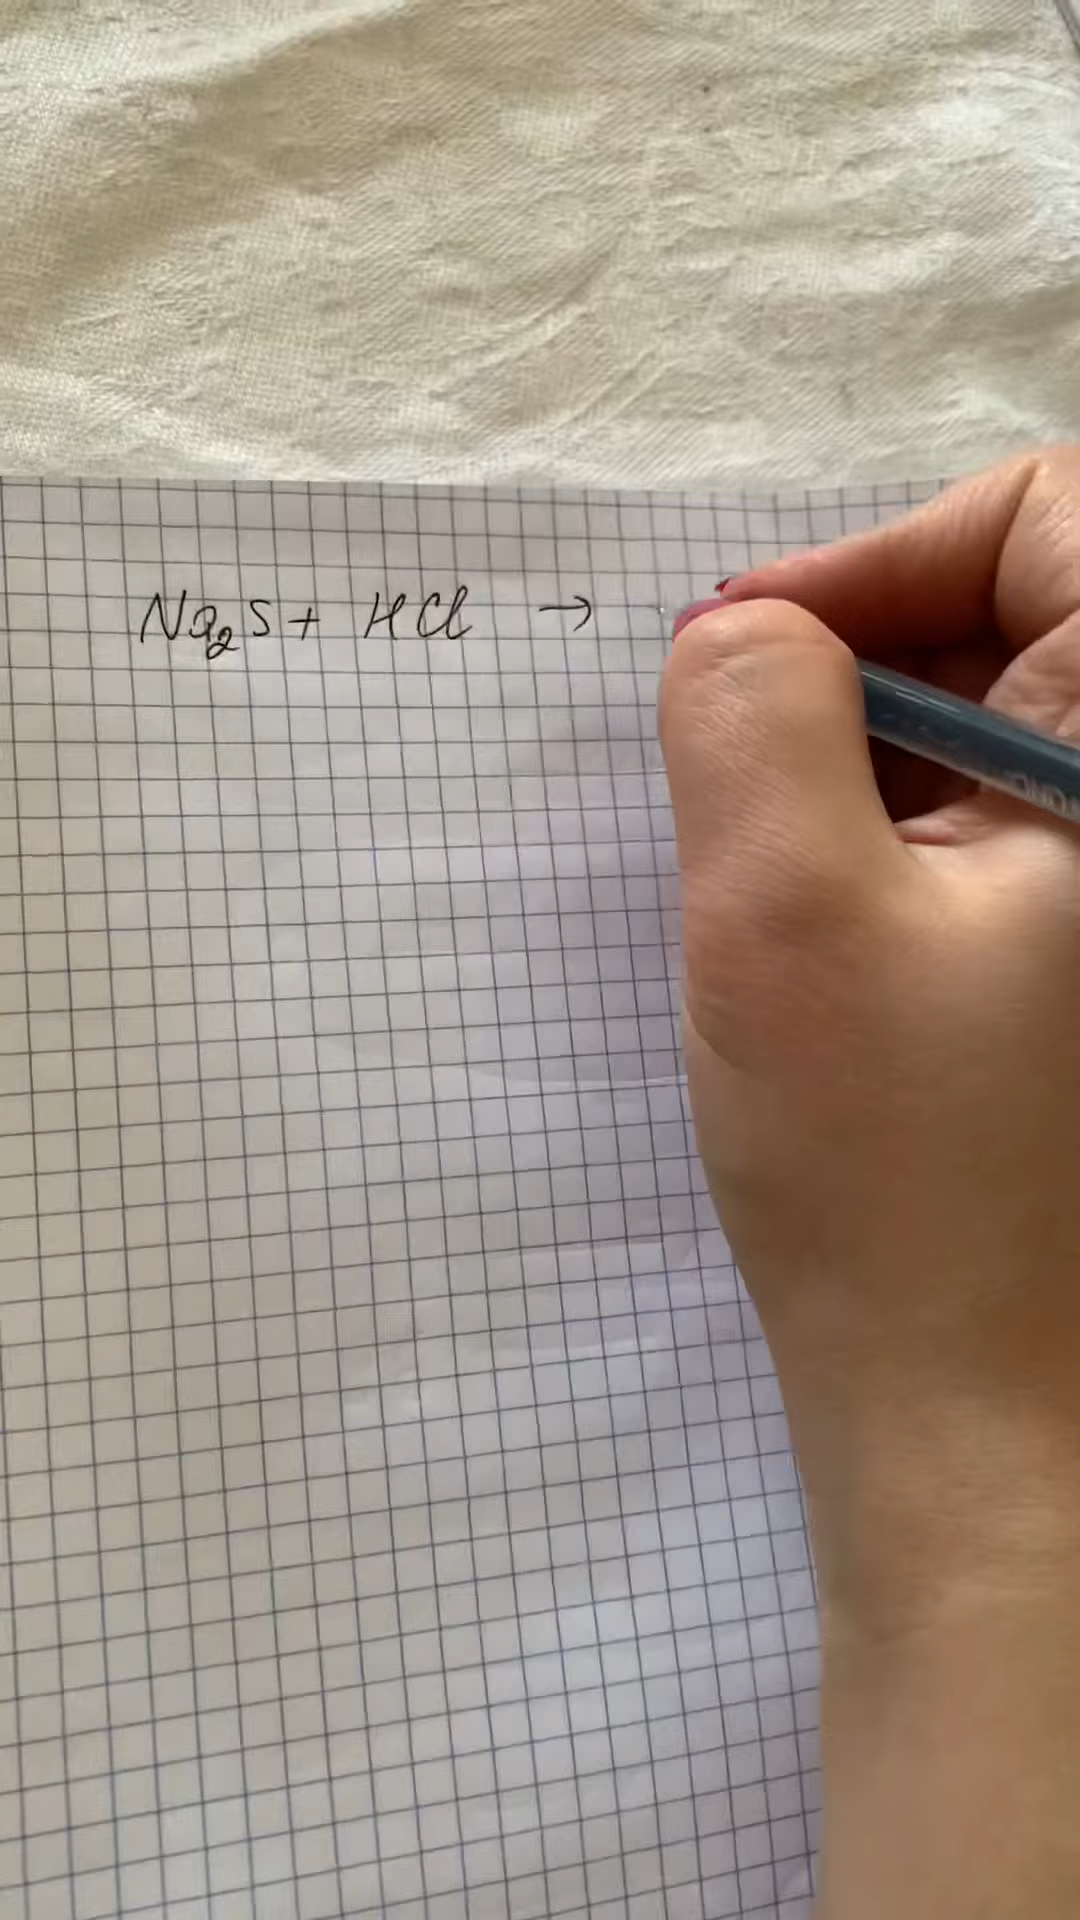 Na₂S + HCl →